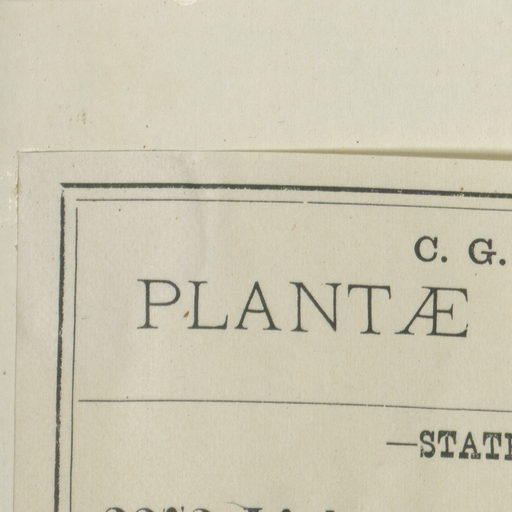 C. G.
PLANTÆ
—STAT